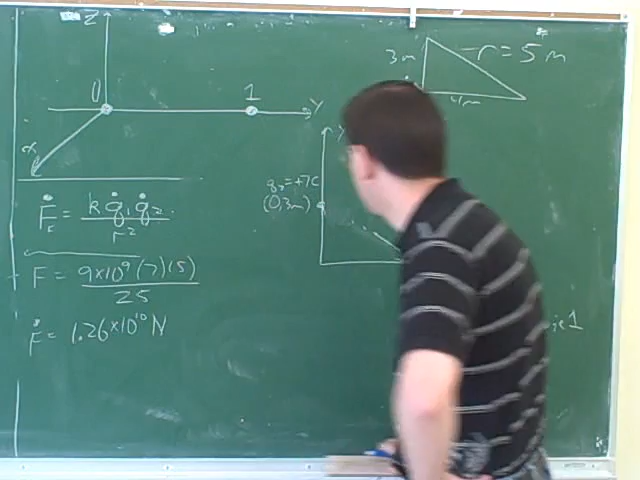 Z
3m
r = 5m
4m
0
1
Y
x
Y
q₂=+7C
(0,3m)
F = k q₁ q₂
r²
F = 9×10⁹ (7)(5)
25
F = 1.26×10¹⁰ N
1